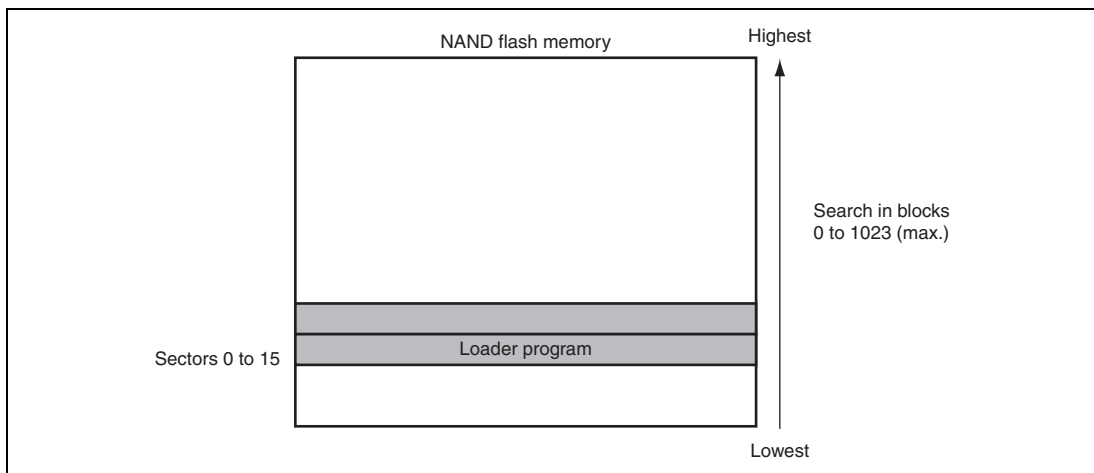 NAND flash memory
Highest
Search in blocks
0 to 1023 (max.)
Sectors 0 to 15
Loader program
Lowest